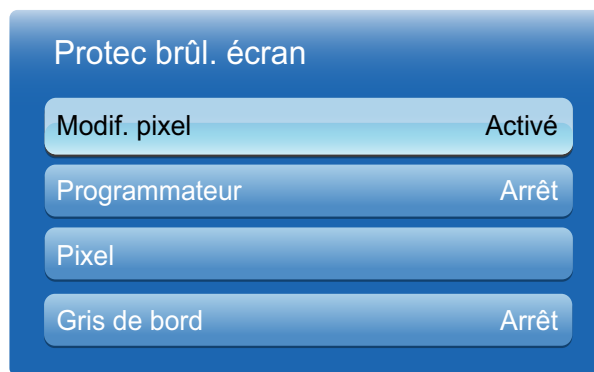 Protec brûl. écran
Modif. pixel Activé
Programmateur Arrêt
Pixel
Gris de bord Arrêt